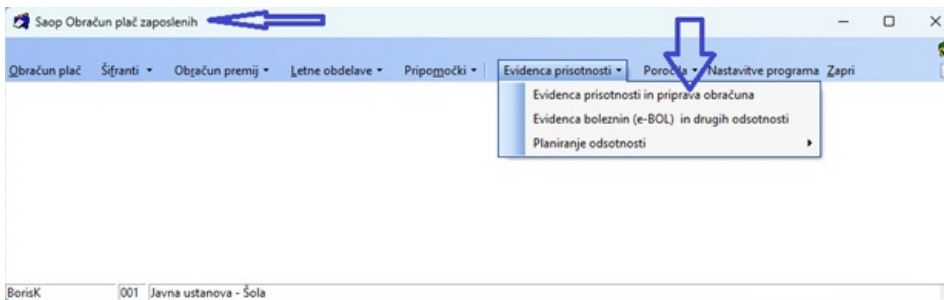 Saop Obračun plač zaposlenih
Obračun plač Šifranti Obračun premij Letne obdelave Pripomočki Evidenca prisotnosti Poročila Nastavitve programa Zapri
Evidenca prisotnosti in priprava obračuna
Evidenca boleznin (e-BOL) in drugih odsotnosti
Planiranje odsotnosti
BorisK 001 Javna ustanova - Šola